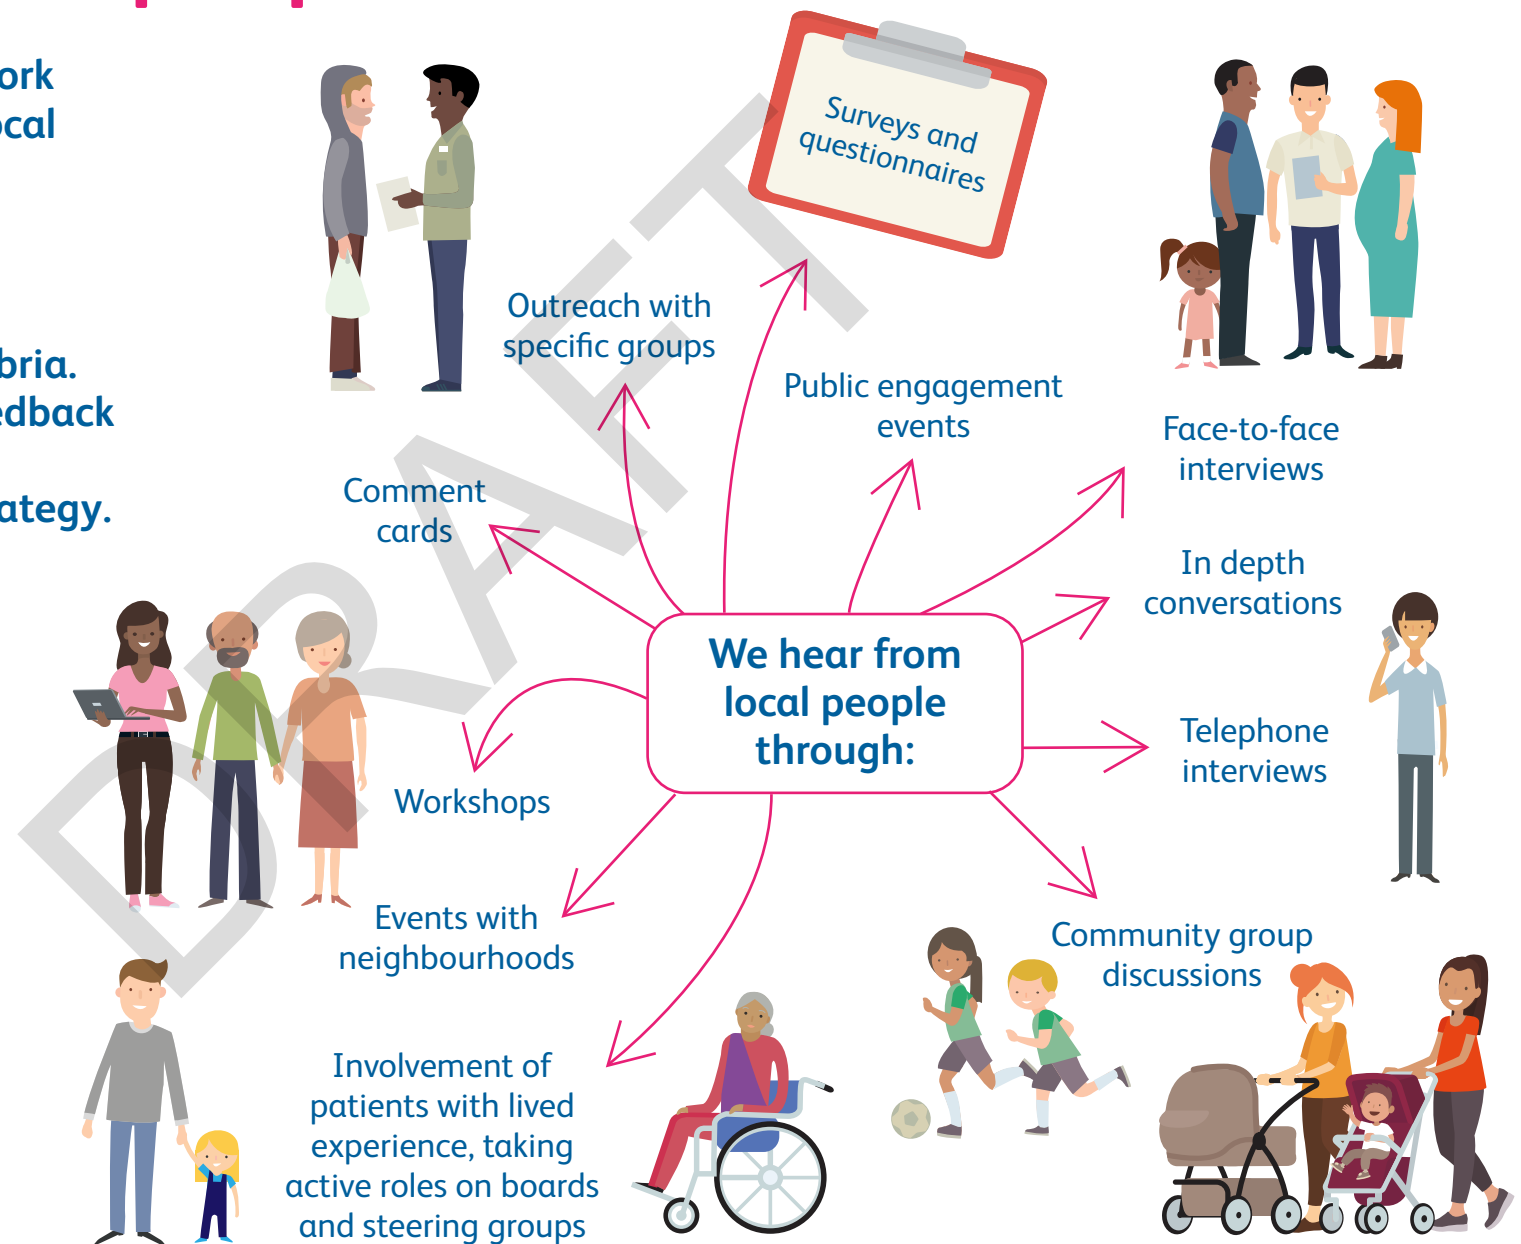 ork
ocal
bria.
edback
ategy.
Surveys and
questionnaires
Outreach with
specific groups
Public engagement
events
Face-to-face
interviews
Comment
cards
In depth
conversations
We hear from
local people
through:
Telephone
interviews
Workshops
Events with
neighbourhoods
Community group
discussions
Involvement of
patients with lived
experience, taking
active roles on boards
and steering groups
DRAFT